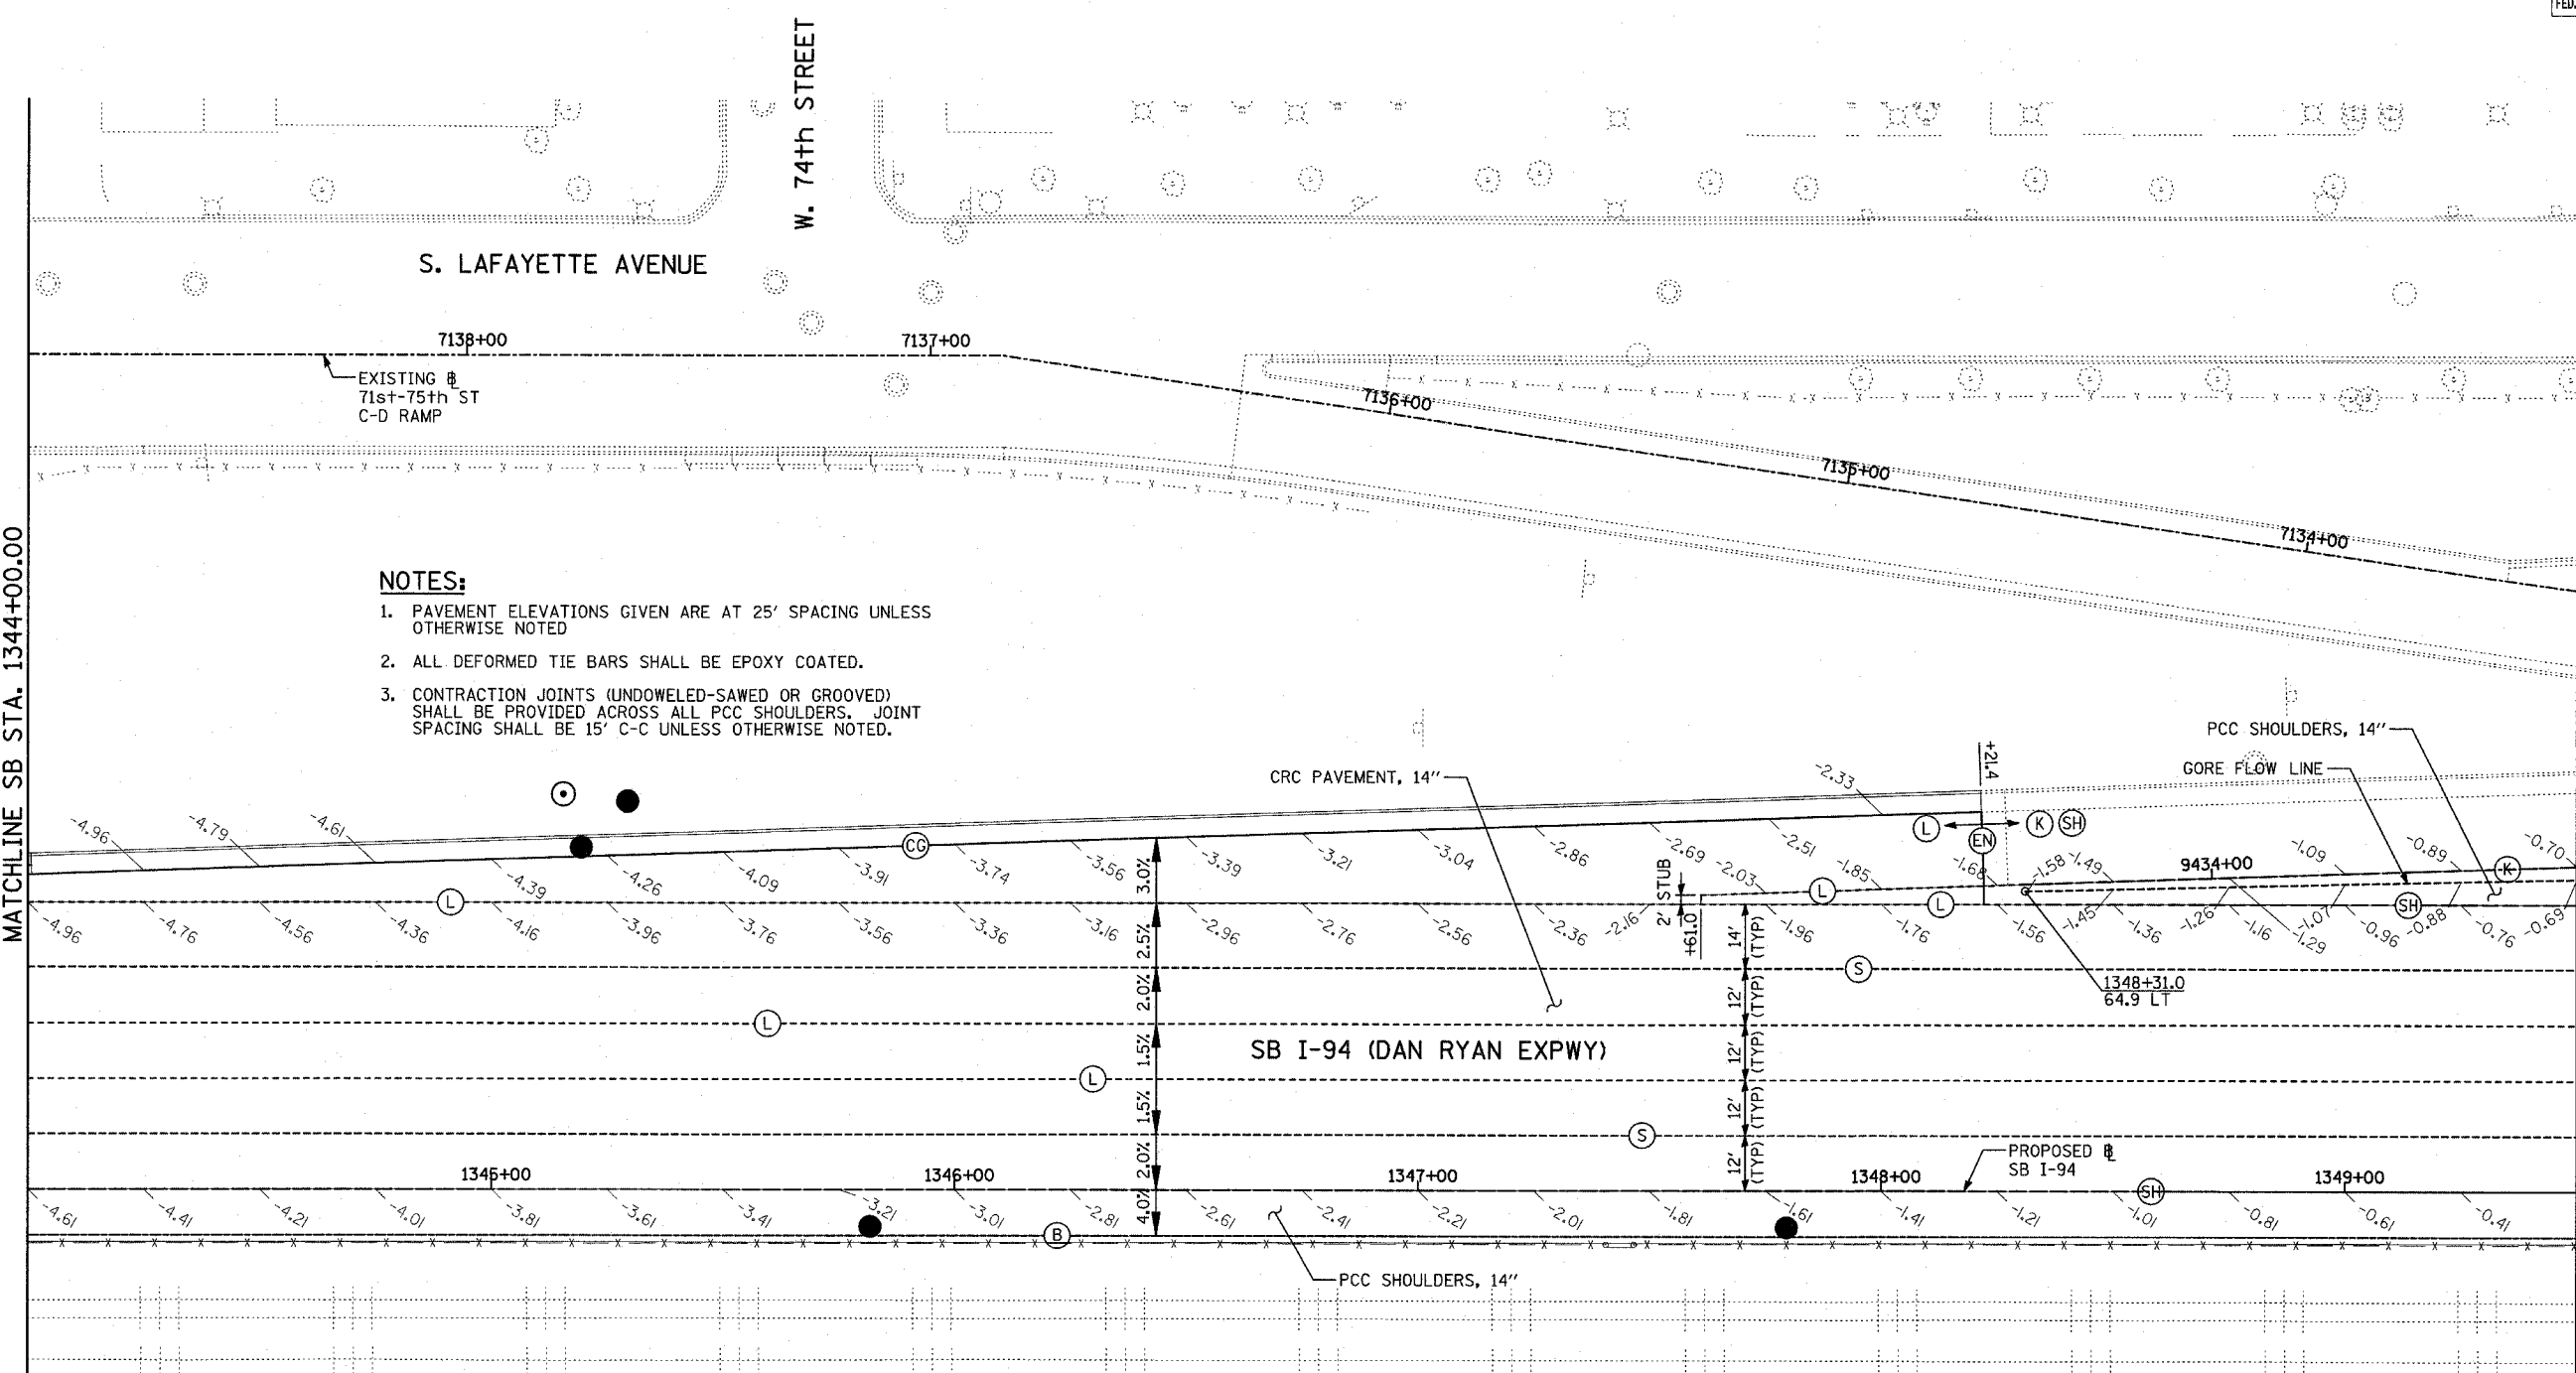 FED.
W. 74th STREET
S. LAFAYETTE AVENUE
7138+00
7137+00
EXISTING ⅊
71st-75th ST
C-D RAMP
7136+00
7135+00
7134+00
MATCHLINE SB STA. 1344+00.00
NOTES:
1. PAVEMENT ELEVATIONS GIVEN ARE AT 25' SPACING UNLESS
OTHERWISE NOTED
2. ALL DEFORMED TIE BARS SHALL BE EPOXY COATED.
3. CONTRACTION JOINTS (UNDOWELED-SAWED OR GROOVED)
SHALL BE PROVIDED ACROSS ALL PCC SHOULDERS. JOINT
SPACING SHALL BE 15' C-C UNLESS OTHERWISE NOTED.
PCC SHOULDERS, 14"
GORE FLOW LINE
CRC PAVEMENT, 14"
+21.4
-2.33
L K SH
EN
-4.96 -4.79 -4.61
CG
-4.39 -4.26 -4.09 -3.91 -3.74 -3.56 -3.39 -3.21 -3.04 -2.86 -2.69 -2.51
-2.03 -1.85 -1.68 -1.58 -1.49 -1.09 -0.89 -0.70
9434+00
K
3.0%
2' STUB
+61.0
L
L
L
SH
-4.96 -4.76 -4.56 -4.36 -4.16 -3.96 -3.76 -3.56 -3.36 -3.16 -2.96 -2.76 -2.56 -2.36 -2.16 -1.96 -1.76 -1.56 -1.45 -1.36 -1.26 -1.16 -1.29 -1.07 -0.96 -0.88 -0.76 -0.69
2.5%
14' (TYP)
S
1348+31.0
64.9 LT
2.0%
12' (TYP)
L
SB I-94 (DAN RYAN EXPWY)
1.5%
12' (TYP)
L
1.5%
12' (TYP)
S
2.0%
12' (TYP)
PROPOSED ⅊
SB I-94
1345+00
1346+00
1347+00
1348+00
1349+00
SH
4.0%
-4.61 -4.41 -4.21 -4.01 -3.81 -3.61 -3.41 -3.21 -3.01 -2.81 -2.61 -2.41 -2.21 -2.01 -1.81 -1.61 -1.41 -1.21 -1.01 -0.81 -0.61 -0.41
B
PCC SHOULDERS, 14"